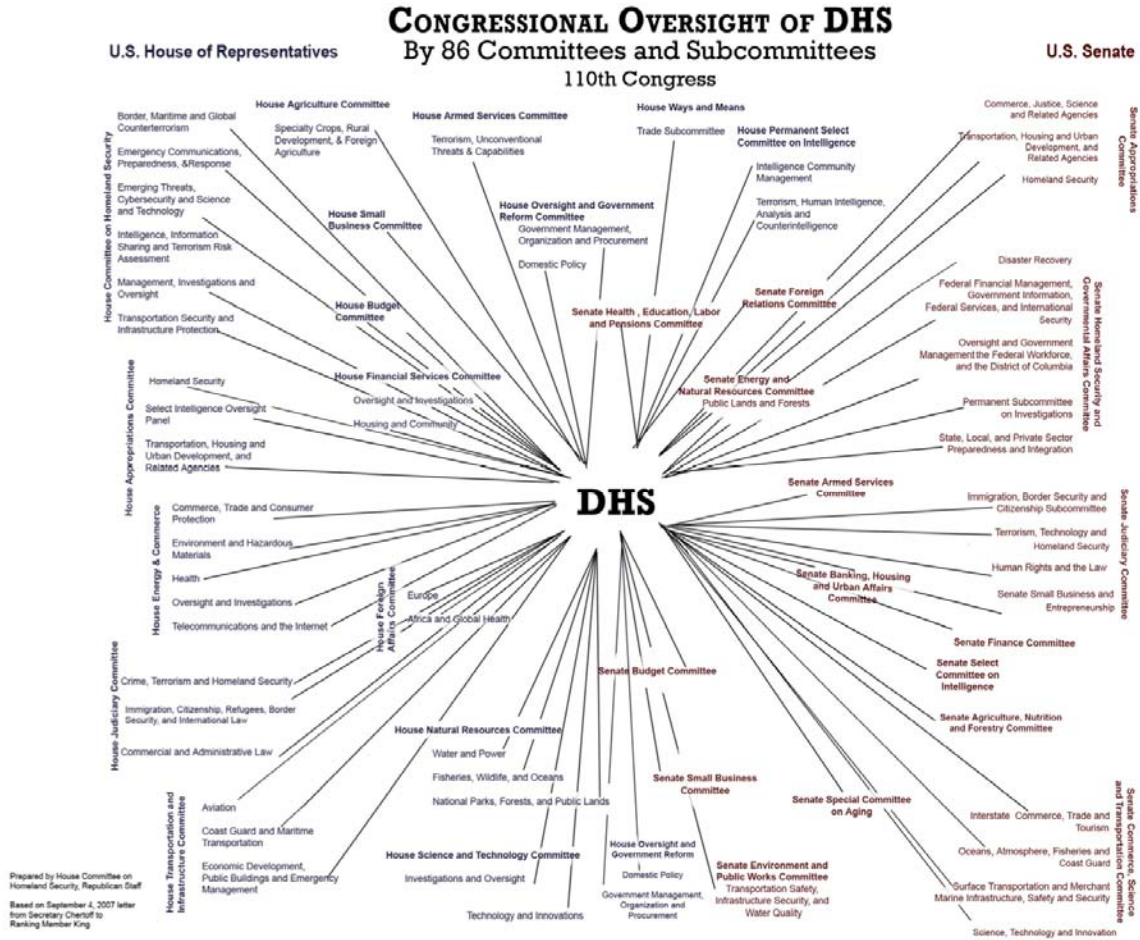 CONGRESSIONAL OVERSIGHT OF DHS
By 86 Committees and Subcommittees
110th Congress
U.S. House of Representatives
U.S. Senate
House Committee on Homeland Security
Border, Maritime and Global
Counterterrorism
Emergency Communications,
Preparedness, &Response
Emerging Threats,
Cybersecurity and Science
and Technology
Intelligence, Information
Sharing and Terrorism Risk
Assessment
Management, Investigations and
Oversight
Transportation Security and
Infrastructure Protection
House Agriculture Committee
Specialty Crops, Rural
Development, & Foreign
Agriculture
House Small
Business Committee
House Budget
Committee
House Financial Services Committee
Oversight and Investigations
Housing and Community
House Armed Services Committee
Terrorism, Unconventional
Threats & Capabilities
House Oversight and Government
Reform Committee
Government Management,
Organization and Procurement
Domestic Policy
House Ways and Means
Trade Subcommittee
House Permanent Select
Committee on Intelligence
Intelligence Community
Management
Terrorism, Human Intelligence,
Analysis and
Counterintelligence
Senate Health , Education, Labor
and Pensions Committee
Senate Foreign
Relations Committee
Senate Energy and
Natural Resources Committee
Public Lands and Forests
Senate Appropriations
Committee
Commerce, Justice, Science
and Related Agencies
Transportation, Housing and Urban
Development, and
Related Agencies
Homeland Security
Senate Homeland Security and
Governmental Affairs Committee
Disaster Recovery
Federal Financial Management,
Government Information,
Federal Services, and International
Security
Oversight and Government
Management the Federal Workforce,
and the District of Columbia
Permanent Subcommittee
on Investigations
State, Local, and Private Sector
Preparedness and Integration
House Appropriations Committee
Homeland Security
Select Intelligence Oversight
Panel
Transportation, Housing and
Urban Development, and
Related Agencies
DHS
House Energy & Commerce
Commerce, Trade and Consumer
Protection
Environment and Hazardous
Materials
Health
Oversight and Investigations
Telecommunications and the Internet
House Foreign
Affairs Committee
Europe
Africa and Global Health
Senate Armed Services
Committee
Senate Judiciary Committee
Immigration, Border Security and
Citizenship Subcommittee
Terrorism, Technology and
Homeland Security
Human Rights and the Law
Senate Small Business and
Entrepreneurship
Senate Banking, Housing
and Urban Affairs
Committee
Senate Finance Committee
Senate Select
Committee on
Intelligence
Senate Agriculture, Nutrition
and Forestry Committee
House Judiciary Committee
Crime, Terrorism and Homeland Security
Immigration, Citizenship, Refugees, Border
Security, and International Law
Commercial and Administrative Law
Senate Budget Committee
House Natural Resources Committee
Water and Power
Fisheries, Wildlife, and Oceans
National Parks, Forests, and Public Lands
Senate Small Business
Committee
Senate Special Committee
on Aging
House Transportation and
Infrastructure Committee
Aviation
Coast Guard and Maritime
Transportation
Economic Development,
Public Buildings and Emergency
Management
House Science and Technology Committee
Investigations and Oversight
Technology and Innovations
House Oversight and
Government Reform
Domestic Policy
Government Management,
Organization and
Procurement
Senate Environment and
Public Works Committee
Transportation Safety,
Infrastructure Security, and
Water Quality
Senate Commerce, Science
and Transportation Committee
Interstate Commerce, Trade and
Tourism
Oceans, Atmosphere, Fisheries and
Coast Guard
Surface Transportation and Merchant
Marine Infrastructure, Safety and Security
Science, Technology and Innovation
Prepared by House Committee on
Homeland Security, Republican Staff
Based on September 4, 2007 letter
from Secretary Chertoff to
Ranking Member King